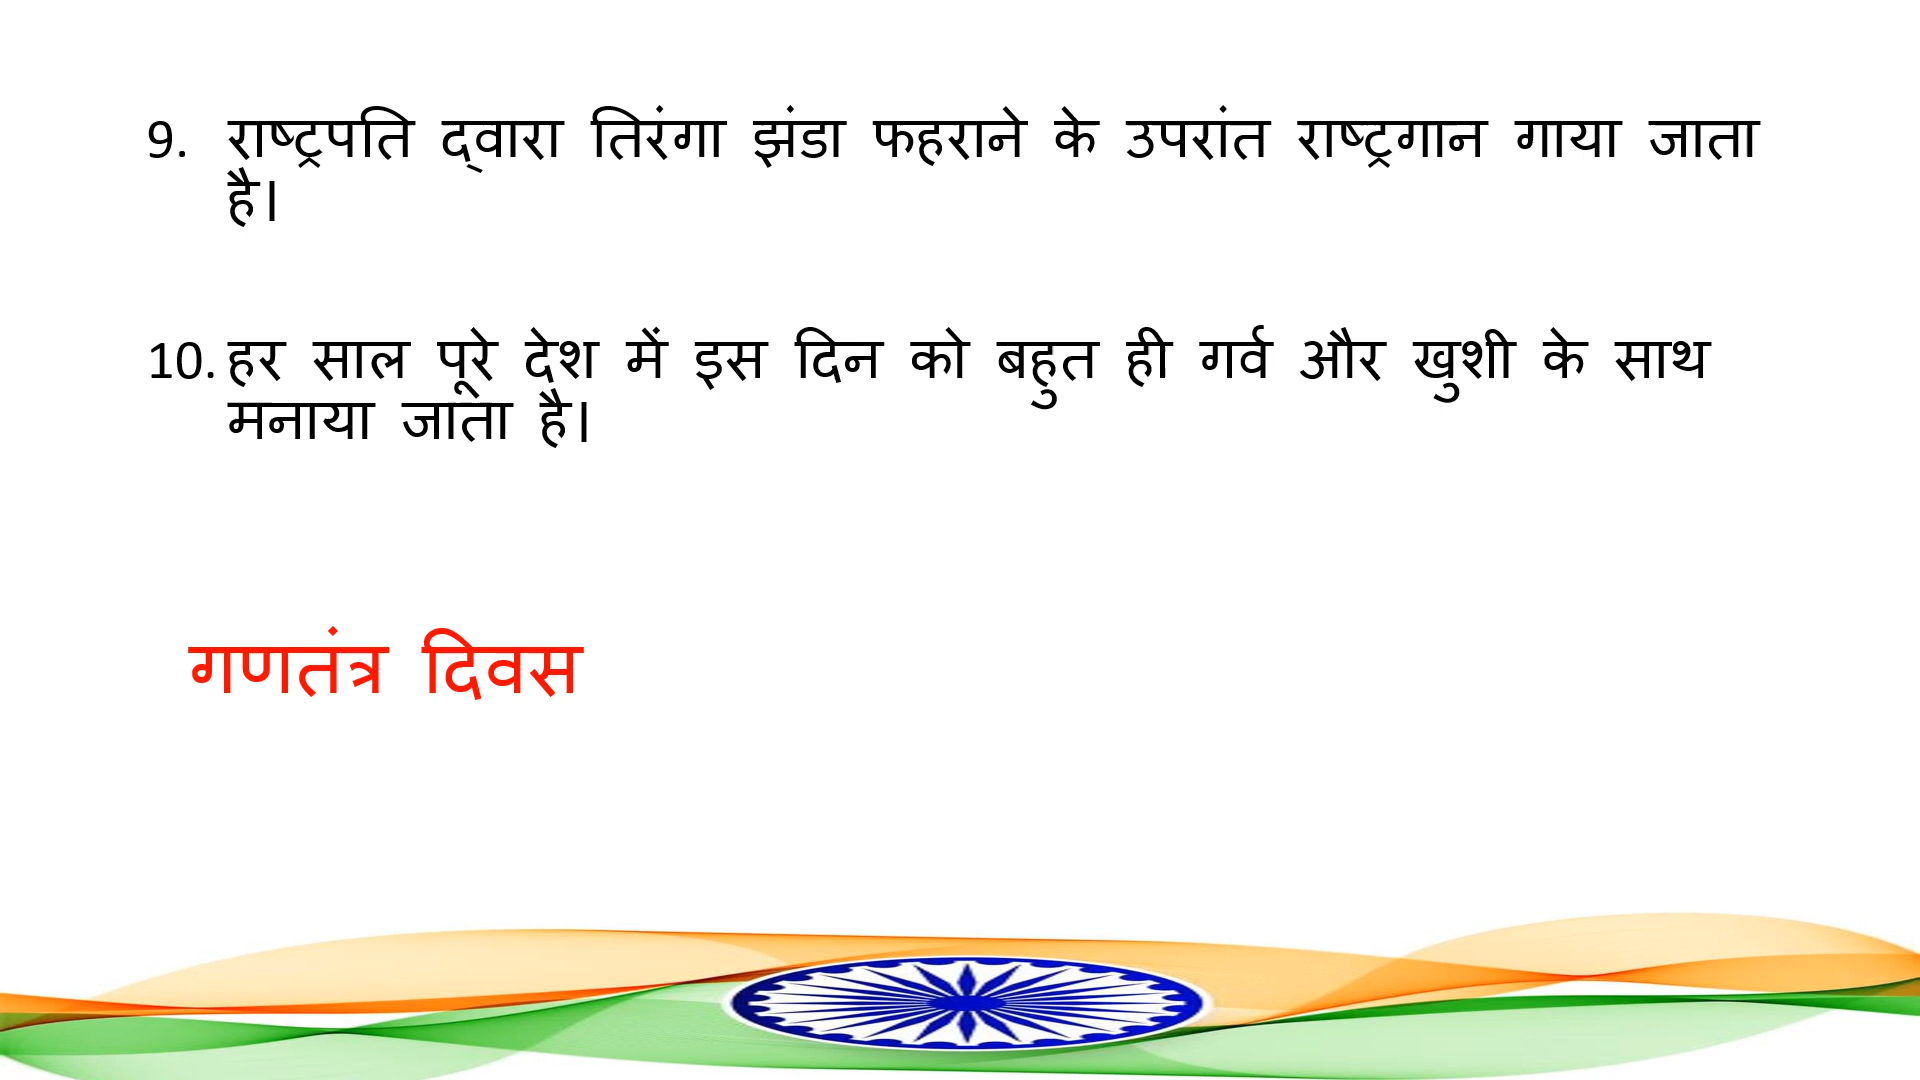 9. राष्ट्रपति द्वारा तिरंगा झंडा फहराने के उपरांत राष्ट्रगान गाया जाता
है।
10. हर साल पूरे देश में इस दिन को बहुत ही गर्व और खुशी के साथ
मनाया जाता है।
गणतंत्र दिवस